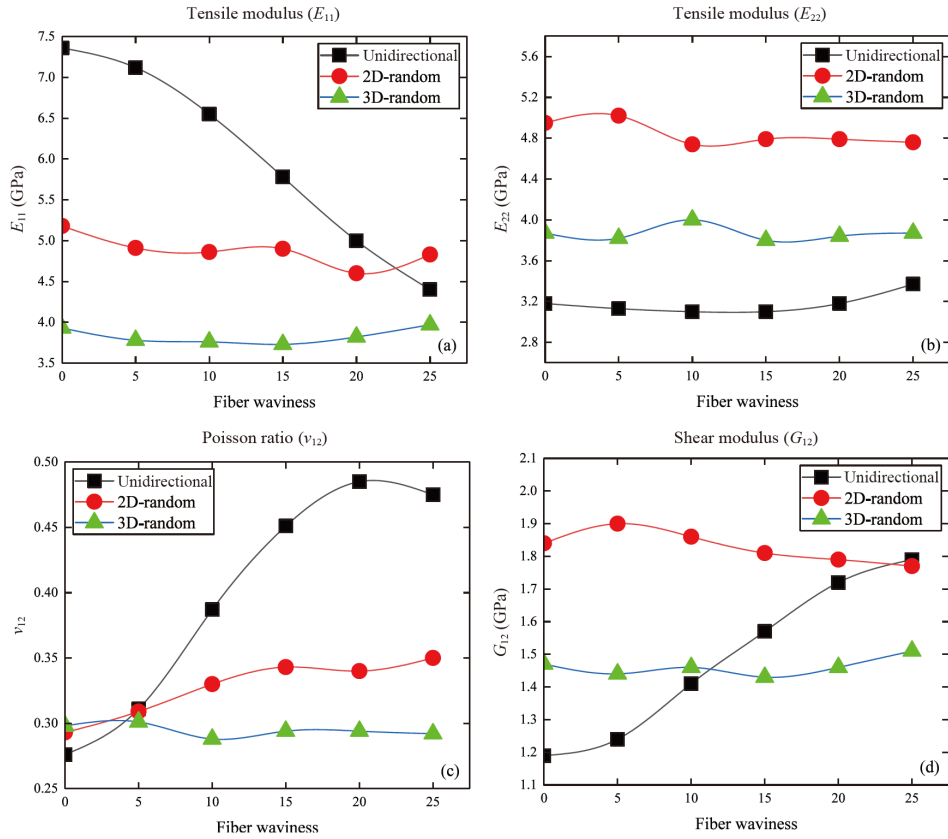 Tensile modulus (E₁₁)
7.5
7.0
6.5
6.0
5.5
5.0
4.5
4.0
3.5
E₁₁ (GPa)
Unidirectional
2D-random
3D-random
(a)
0 5 10 15 20 25
Fiber waviness
Tensile modulus (E₂₂)
5.6
5.2
4.8
4.4
4.0
3.6
3.2
2.8
E₂₂ (GPa)
Unidirectional
2D-random
3D-random
(b)
0 5 10 15 20 25
Fiber waviness
Poisson ratio (v₁₂)
0.50
0.45
0.40
0.35
0.30
0.25
v₁₂
Unidirectional
2D-random
3D-random
(c)
0 5 10 15 20 25
Fiber waviness
Shear modulus (G₁₂)
2.1
2.0
1.9
1.8
1.7
1.6
1.5
1.4
1.3
1.2
1.1
G₁₂ (GPa)
Unidirectional
2D-random
3D-random
(d)
0 5 10 15 20 25
Fiber waviness